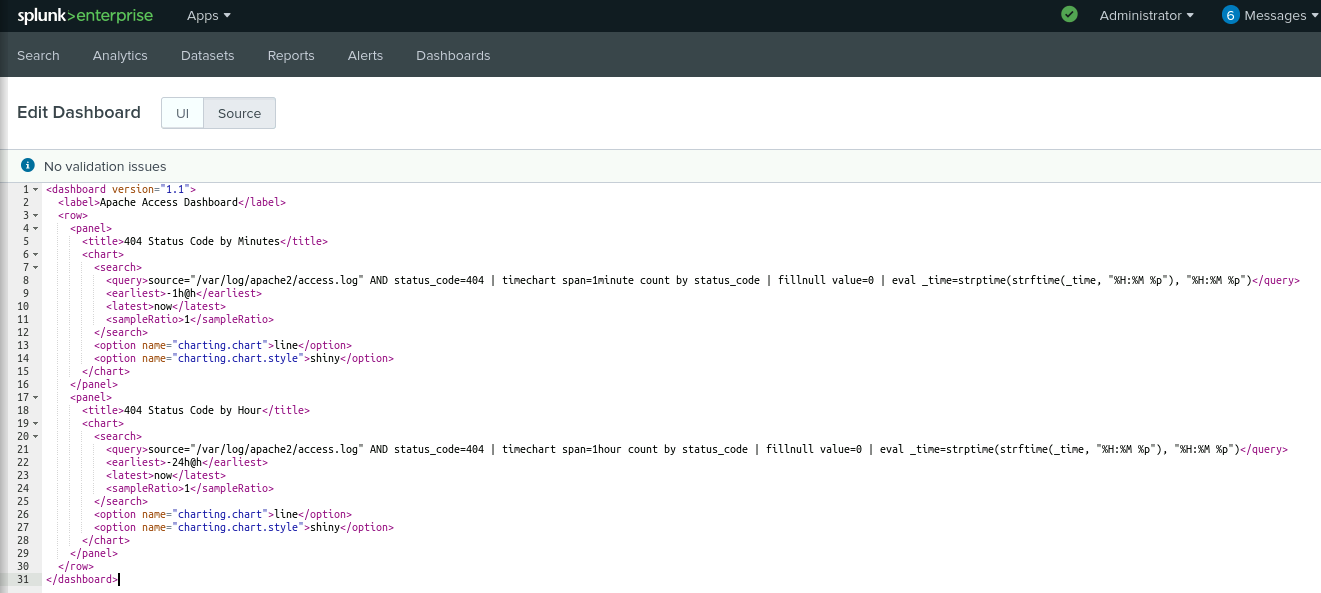 splunk>enterprise Apps Administrator 6 Messages
Search Analytics Datasets Reports Alerts Dashboards
Edit Dashboard UI Source
No validation issues
1 <dashboard version="1.1">
2 <label>Apache Access Dashboard</label>
3 <row>
4 <panel>
5 <title>404 Status Code by Minutes</title>
6 <chart>
7 <search>
8 <query>source="/var/log/apache2/access.log" AND status_code=404 | timechart span=1minute count by status_code | fillnull value=0 | eval _time=strptime(strftime(_time, "%H:%M %p"), "%H:%M %p")</query>
9 <earliest>-1h@h</earliest>
10 <latest>now</latest>
11 <sampleRatio>1</sampleRatio>
12 </search>
13 <option name="charting.chart">line</option>
14 <option name="charting.chart.style">shiny</option>
15 </chart>
16 </panel>
17 <panel>
18 <title>404 Status Code by Hour</title>
19 <chart>
20 <search>
21 <query>source="/var/log/apache2/access.log" AND status_code=404 | timechart span=1hour count by status_code | fillnull value=0 | eval _time=strptime(strftime(_time, "%H:%M %p"), "%H:%M %p")</query>
22 <earliest>-24h@h</earliest>
23 <latest>now</latest>
24 <sampleRatio>1</sampleRatio>
25 </search>
26 <option name="charting.chart">line</option>
27 <option name="charting.chart.style">shiny</option>
28 </chart>
29 </panel>
30 </row>
31 </dashboard>